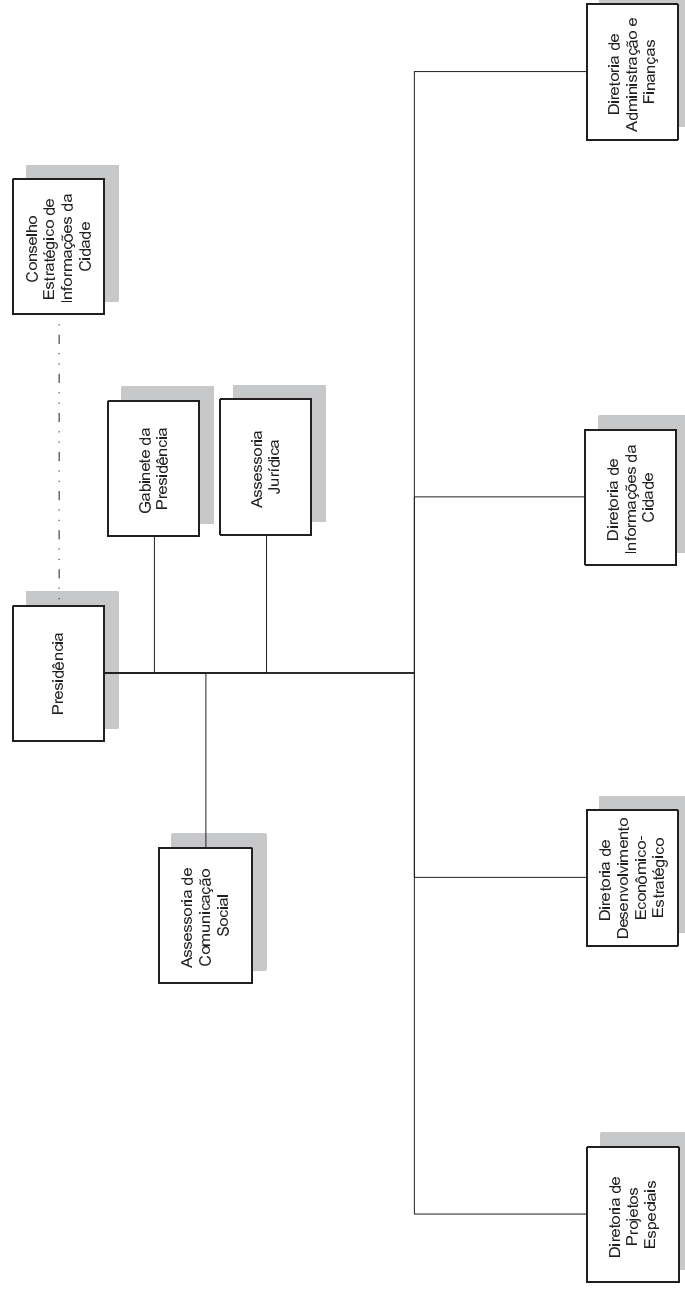 Presidência
Conselho
Estratégico de
Informações da
Cidade
Gabinete da
Presidência
Assessoria de
Comunicação
Social
Assessoria
Jurídica
Diretoria de
Projetos
Especiais
Diretoria de
Desenvolvimento
Econômico-
Estratégico
Diretoria de
Informações da
Cidade
Diretoria de
Administração e
Finanças